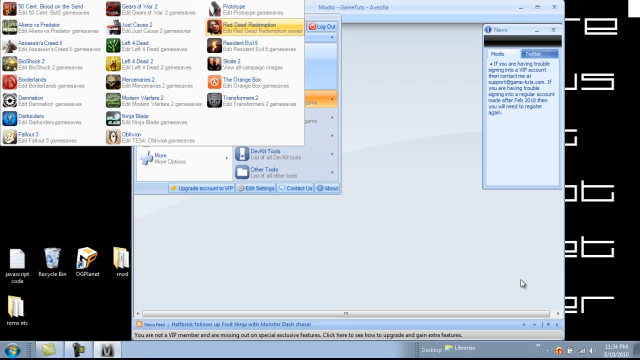 50 Cent: Blood on the Sand
Edit 50 Cent: BotS gamesaves
Aliens vs Predator
Edit Aliens vs Predator gamesaves
Assassin's Creed II
Edit Assassin's Creed II gamesaves
BioShock 2
Edit BioShock 2 gamesaves
Borderlands
Edit Borderlands gamesaves
Damnation
Edit Damnation gamesaves
Darksiders
Edit Darksiders gamesaves
Fallout 3
Edit Fallout 3 gamesaves
Gears of War 2
Edit Gears of War 2 gamesaves
Just Cause 2
Edit Just Cause 2 gamesaves
Left 4 Dead
Edit Left 4 Dead gamesaves
Left 4 Dead 2
Edit Left 4 Dead 2 gamesaves
Mercenaries 2
Edit Mercenaries 2 gamesaves
Modern Warfare 2
Edit Modern Warfare 2 gamesaves
Ninja Blade
Edit Ninja Blade gamesaves
Oblivion
Edit TES4: Oblivion gamesaves
Prototype
Edit Prototype gamesaves
Red Dead Redemption
Edit Red Dead Redemption saves
Resident Evil 5
Edit Resident Evil 5 gamesaves
Skate 2
View all campaign images
The Orange Box
Edit The Orange Box gamesaves
Transformers 2
Edit Transformers 2 gamesaves
Modio - GameTuts - Avezilla
Log Out
game
game
More
More Options
DevKit Tools
List of all DevKit tools
Other Tools
List of all other tools
Upgrade account to VIP
Edit Settings
Contact Us
About
News
Modio
Twitter
• If you are having trouble
signing into a VIP account
then contact me at
support@game-tuts.com. If
you are having trouble
signing into a regular account
made after Feb 2010 then
you will need to register
again.
javascript
code
Recycle Bin
OGPlanet
mod
roms etc
News Feed
Halfbrick follows up Fruit Ninja with Monster Dash chaser
You are not a VIP member and are missing out on special exclusive features. Click here to see how to upgrade and gain extra features.
Desktop
Libraries
11:34 PM
8/19/2010